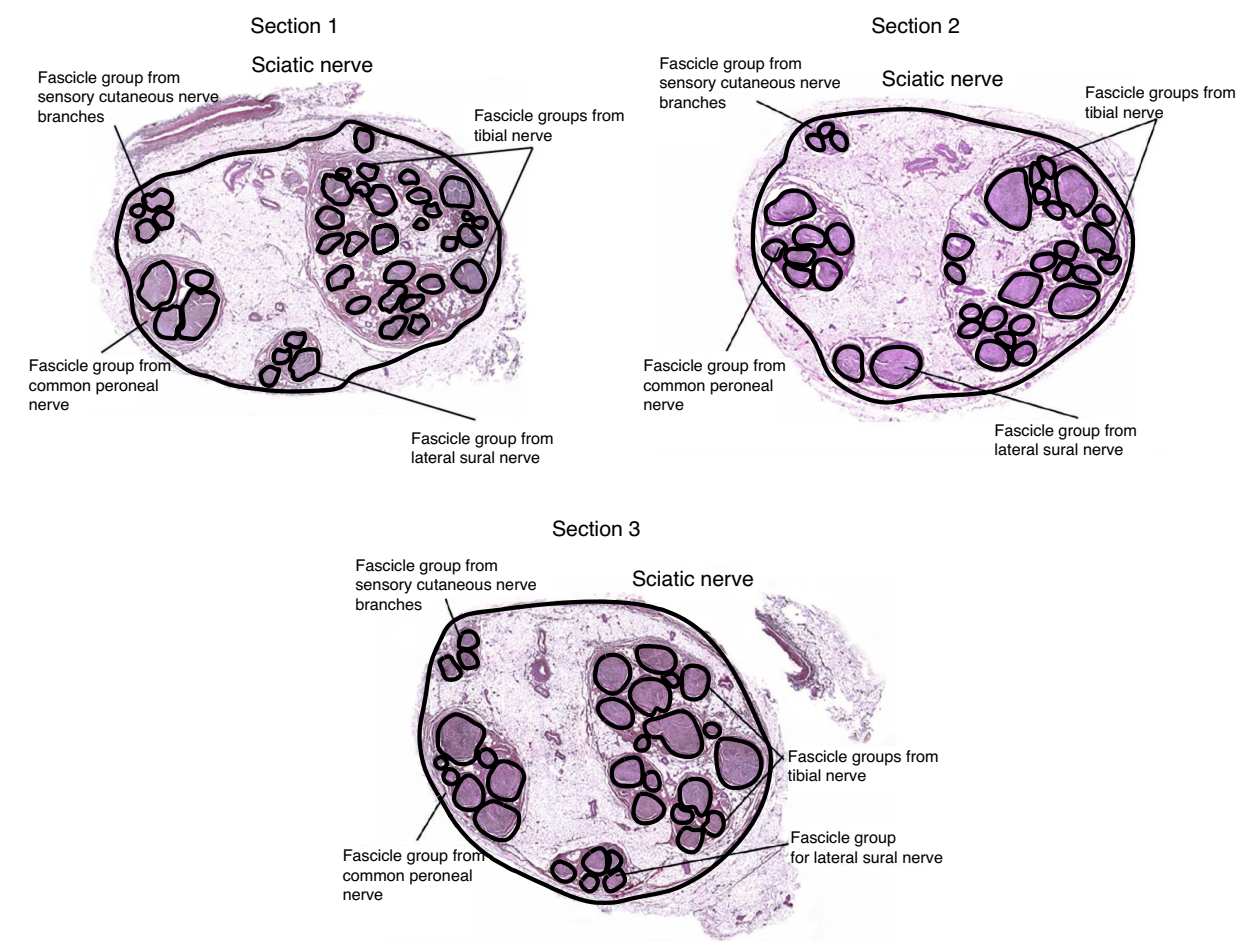 Section 1
Sciatic nerve
Fascicle group from
sensory cutaneous nerve
branches
Fascicle groups from
tibial nerve
Fascicle group from
common peroneal
nerve
Fascicle group from
lateral sural nerve
Section 2
Sciatic nerve
Fascicle group from
sensory cutaneous nerve
branches
Fascicle groups from
tibial nerve
Fascicle group from
common peroneal
nerve
Fascicle group from
lateral sural nerve
Section 3
Sciatic nerve
Fascicle group from
sensory cutaneous nerve
branches
Fascicle groups from
tibial nerve
Fascicle group
for lateral sural nerve
Fascicle group from
common peroneal
nerve